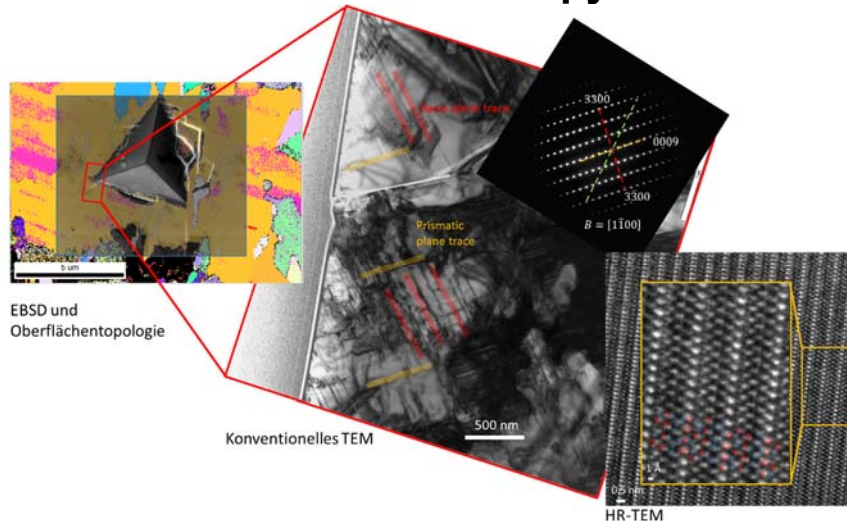 Basal plane trace
3300
0009
3300
B = [11̅00]
Prismatic
plane trace
5 um
EBSD und
Oberflächentopologie
500 nm
Konventionelles TEM
1 Å
0.5 nm
HR-TEM